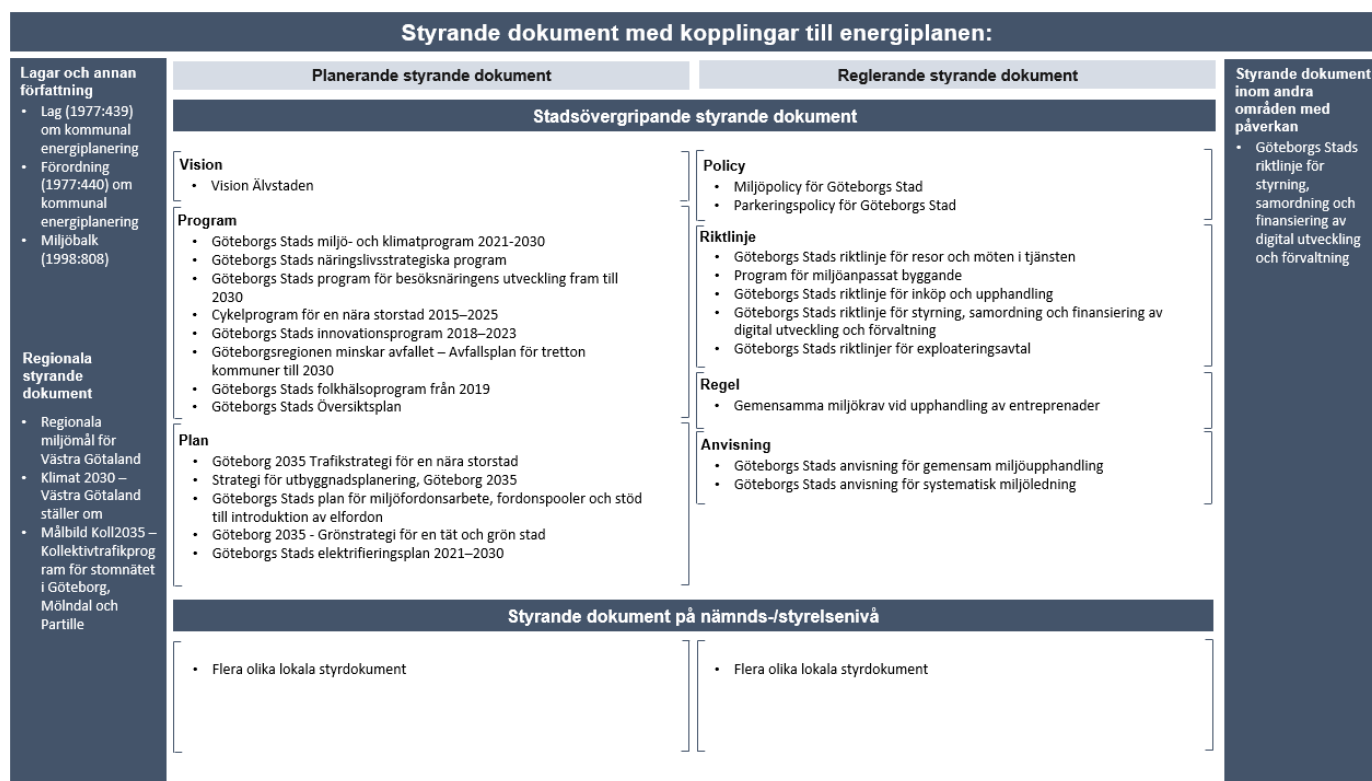 Styrande dokument med kopplingar till energiplanen:
Lagar och annan
författning
• Lag (1977:439)
om kommunal
energiplanering
• Förordning
(1977:440) om
kommunal
energiplanering
• Miljöbalk
(1998:808)
Regionala
styrande
dokument
• Regionala
miljömål för
Västra Götaland
• Klimat 2030 –
Västra Götaland
ställer om
• Målbild Koll2035 –
Kollektivtrafikprog
ram för stomnätet
i Göteborg,
Mölndal och
Partille
Planerande styrande dokument
Reglerande styrande dokument
Stadsövergripande styrande dokument
Vision
• Vision Älvstaden
Program
• Göteborgs Stads miljö- och klimatprogram 2021-2030
• Göteborgs Stads näringslivsstrategiska program
• Göteborgs Stads program för besöksnäringens utveckling fram till
2030
• Cykelprogram för en nära storstad 2015–2025
• Göteborgs Stads innovationsprogram 2018–2023
• Göteborgsregionen minskar avfallet – Avfallsplan för tretton
kommuner till 2030
• Göteborgs Stads folkhälsoprogram från 2019
• Göteborgs Stads Översiktsplan
Plan
• Göteborg 2035 Trafikstrategi för en nära storstad
• Strategi för utbyggnadsplanering, Göteborg 2035
• Göteborgs Stads plan för miljöfordonsarbete, fordonspooler och stöd
till introduktion av elfordon
• Göteborg 2035 - Grönstrategi för en tät och grön stad
• Göteborgs Stads elektrifieringsplan 2021–2030
Policy
• Miljöpolicy för Göteborgs Stad
• Parkeringspolicy för Göteborgs Stad
Riktlinje
• Göteborgs Stads riktlinje för resor och möten i tjänsten
• Program för miljöanpassat byggande
• Göteborgs Stads riktlinje för inköp och upphandling
• Göteborgs Stads riktlinje för styrning, samordning och finansiering av
digital utveckling och förvaltning
• Göteborgs Stads riktlinjer för exploateringsavtal
Regel
• Gemensamma miljökrav vid upphandling av entreprenader
Anvisning
• Göteborgs Stads anvisning för gemensam miljöupphandling
• Göteborgs Stads anvisning för systematisk miljöledning
Styrande dokument på nämnds-/styrelsenivå
• Flera olika lokala styrdokument
• Flera olika lokala styrdokument
Styrande dokument
inom andra
områden med
påverkan
• Göteborgs Stads
riktlinje för
styrning,
samordning och
finansiering av
digital utveckling
och förvaltning